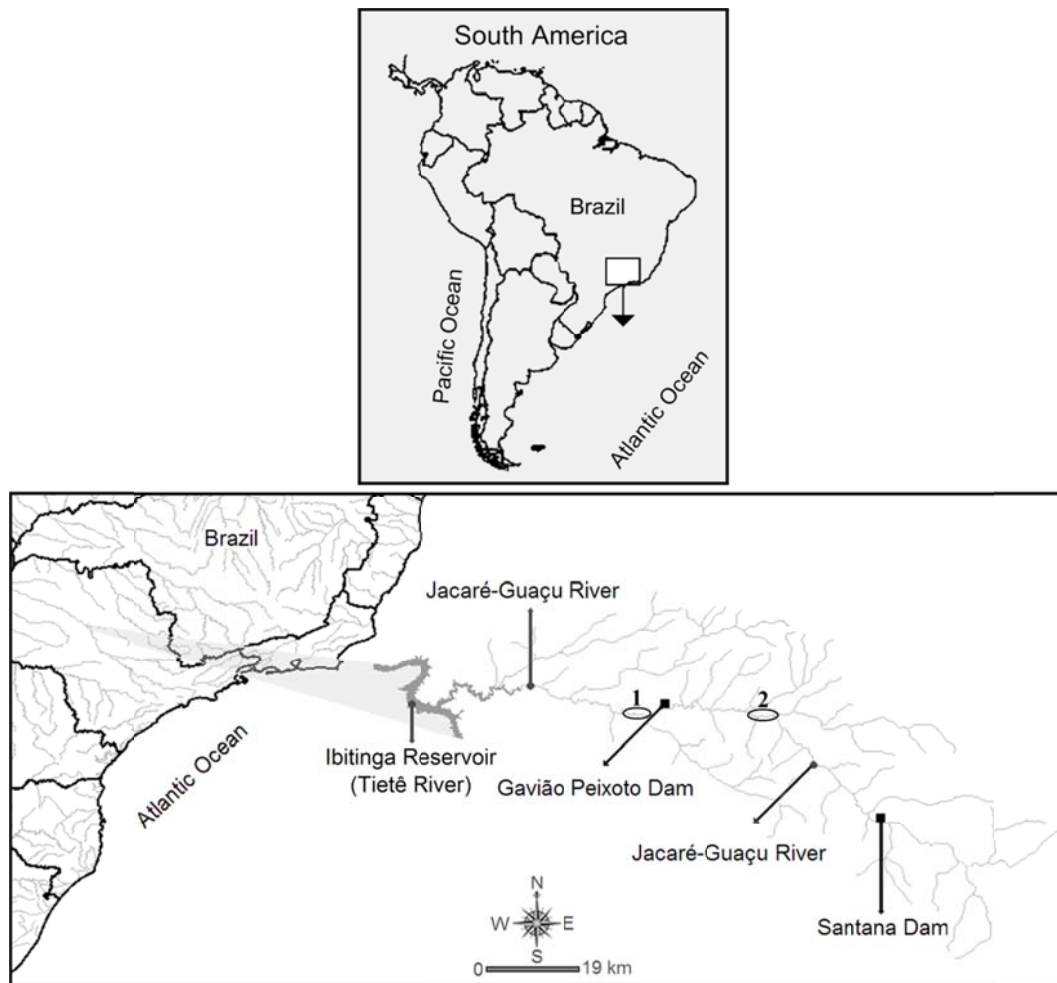 South America
Brazil
Pacific Ocean
Atlantic Ocean
Brazil
Jacaré-Guaçu River
1
2
Atlantic Ocean
Ibitinga Reservoir
(Tietê River)
Gavião Peixoto Dam
Jacaré-Guaçu River
Santana Dam
N
W
E
S
0
19 km